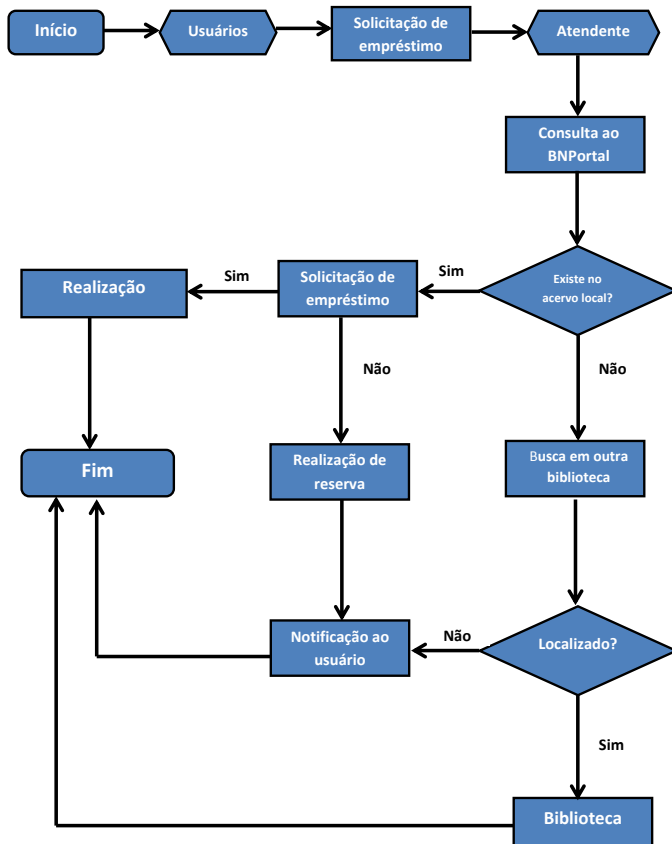 Início
Usuários
Solicitação de
empréstimo
Atendente
Consulta ao
BNPortal
Existe no
acervo local?
Sim
Solicitação de
empréstimo
Sim
Realização
Não
Não
Fim
Realização de
reserva
Busca em outra
biblioteca
Notificação ao
usuário
Não
Localizado?
Sim
Biblioteca